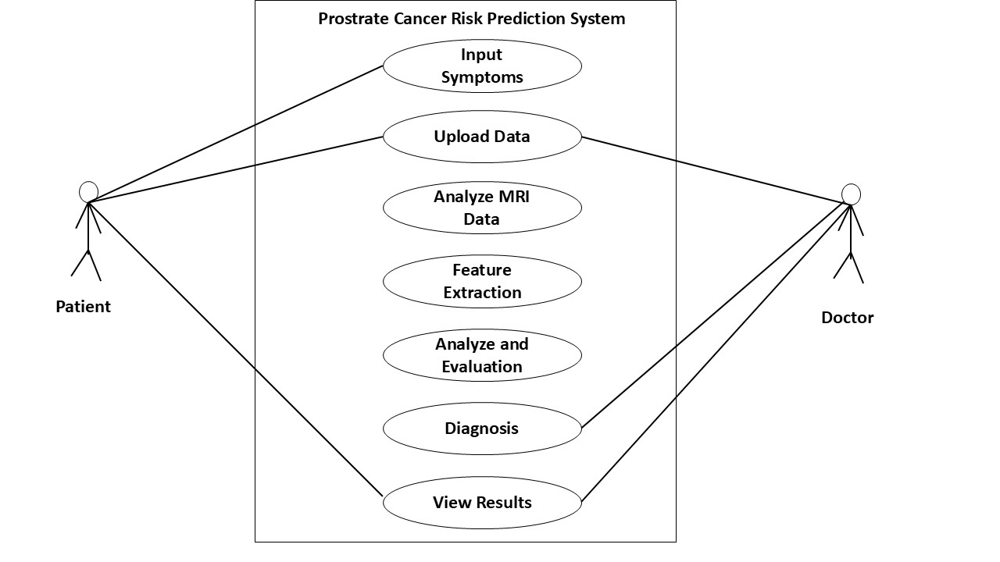 Prostrate Cancer Risk Prediction System
Input
Symptoms
Upload Data
Analyze MRI
Data
Feature
Extraction
Analyze and
Evaluation
Diagnosis
View Results
Patient
Doctor